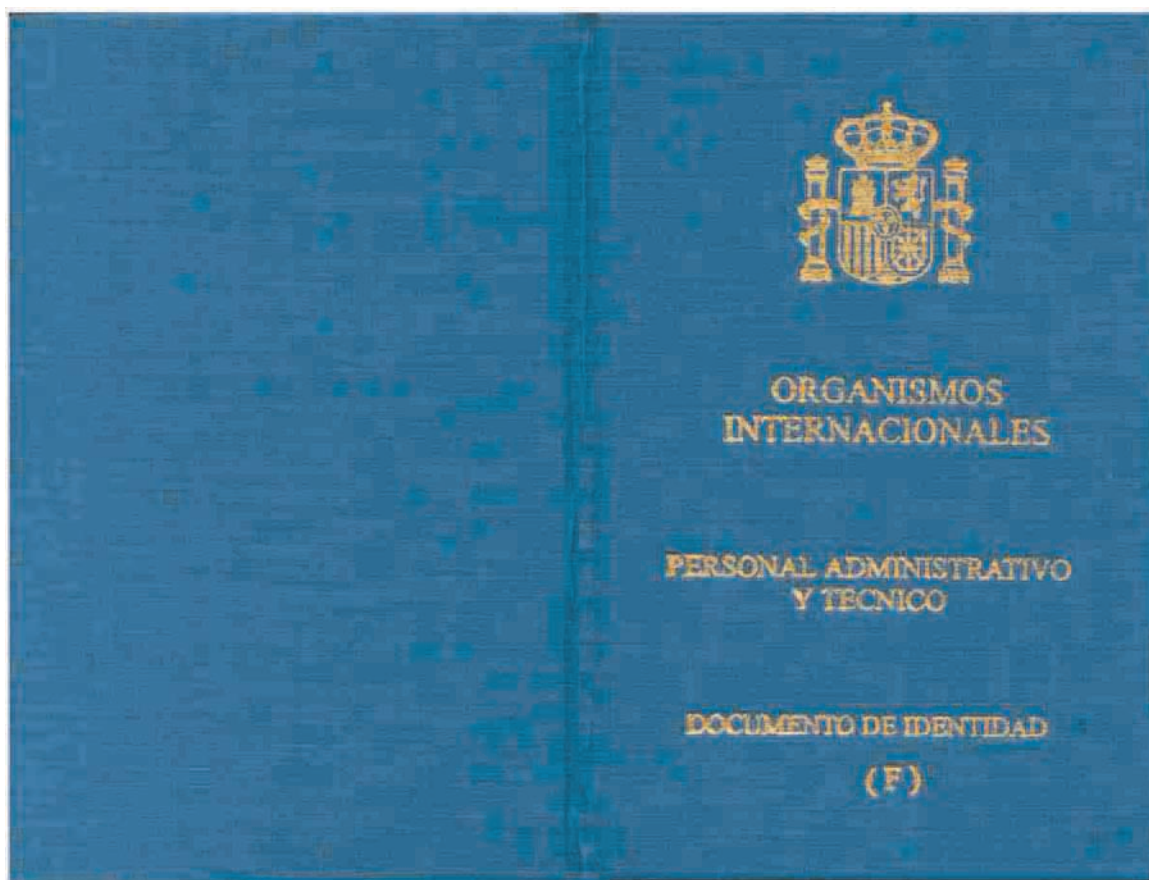 ORGANISMOS
INTERNACIONALES
PERSONAL ADMINISTRATIVO
Y TECNICO
DOCUMENTO DE IDENTIDAD
(F)